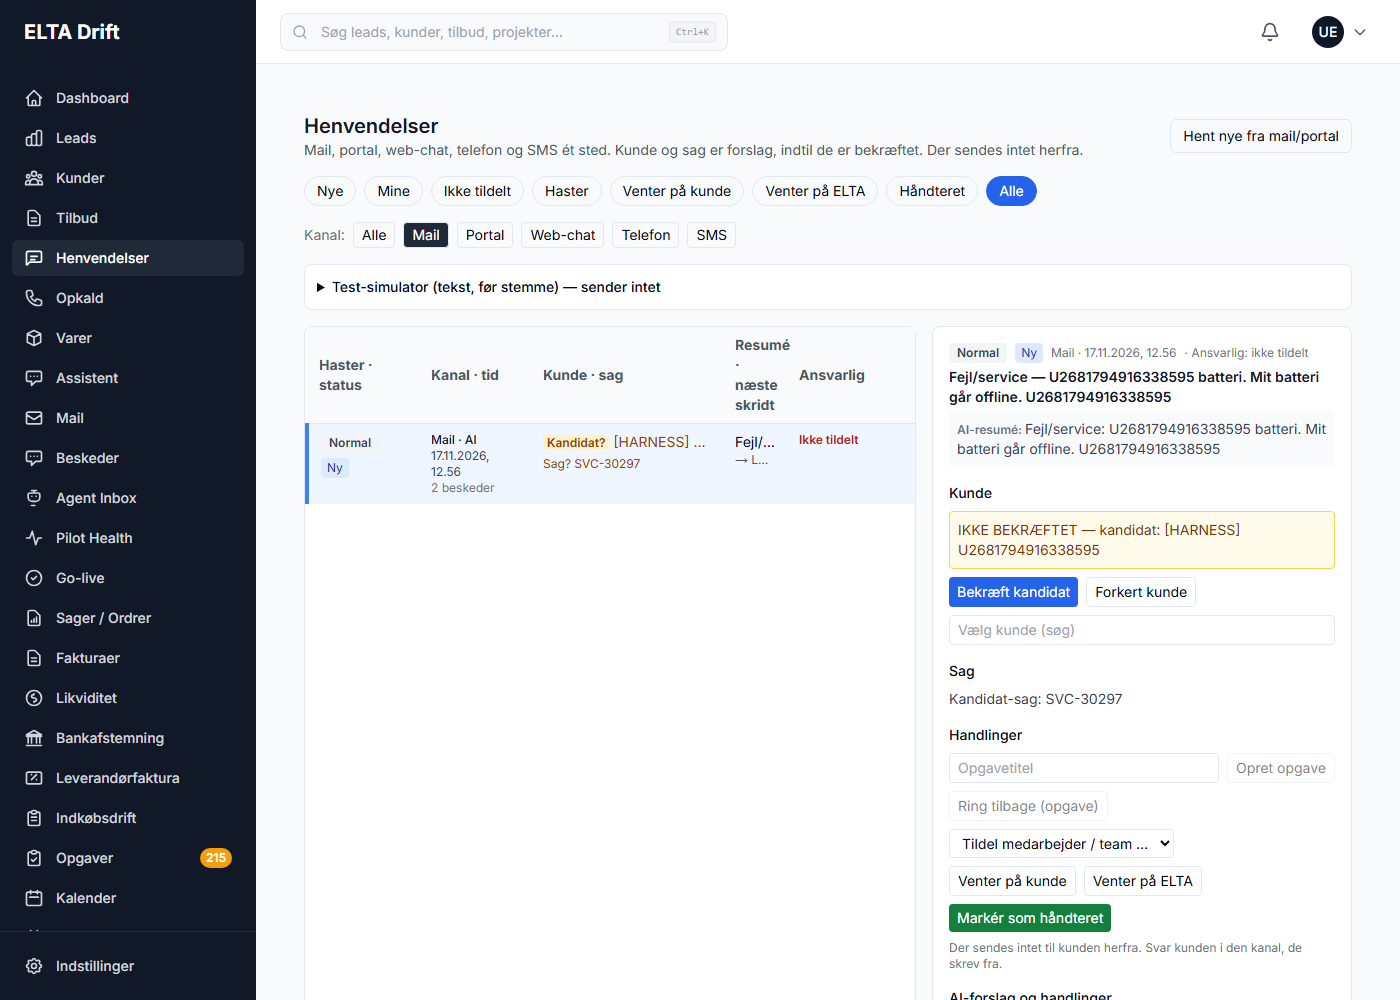 ELTA Drift
Søg leads, kunder, tilbud, projekter...
Ctrl+K
UE
Dashboard
Leads
Kunder
Tilbud
Henvendelser
Opkald
Varer
Assistent
Mail
Beskeder
Agent Inbox
Pilot Health
Go-live
Sager / Ordrer
Fakturaer
Likviditet
Bankafstemning
Leverandørfaktura
Indkøbsdrift
Opgaver
215
Kalender
Indstillinger
Henvendelser
Mail, portal, web-chat, telefon og SMS ét sted. Kunde og sag er forslag, indtil de er bekræftet. Der sendes intet herfra.
Hent nye fra mail/portal
Nye
Mine
Ikke tildelt
Haster
Venter på kunde
Venter på ELTA
Håndteret
Alle
Kanal:
Alle
Mail
Portal
Web-chat
Telefon
SMS
Test-simulator (tekst, før stemme) — sender intet
Haster ·
status
Kanal · tid
Kunde · sag
Resumé
·
næste
skridt
Ansvarlig
Normal
Ny
Mail · AI
17.11.2026,
12.56
2 beskeder
Kandidat? [HARNESS] ...
Sag? SVC-30297
Fejl/...
→ L...
Ikke tildelt
Normal
Ny
Mail · 17.11.2026, 12.56 · Ansvarlig: ikke tildelt
Fejl/service — U2681794916338595 batteri. Mit batteri
går offline. U2681794916338595
AI-resumé: Fejl/service: U2681794916338595 batteri. Mit
batteri går offline. U2681794916338595
Kunde
IKKE BEKRÆFTET — kandidat: [HARNESS]
U2681794916338595
Bekræft kandidat
Forkert kunde
Vælg kunde (søg)
Sag
Kandidat-sag: SVC-30297
Handlinger
Opgavetitel
Opret opgave
Ring tilbage (opgave)
Tildel medarbejder / team ...
Venter på kunde
Venter på ELTA
Markér som håndteret
Der sendes intet til kunden herfra. Svar kunden i den kanal, de
skrev fra.
AI-forslag og handlinger